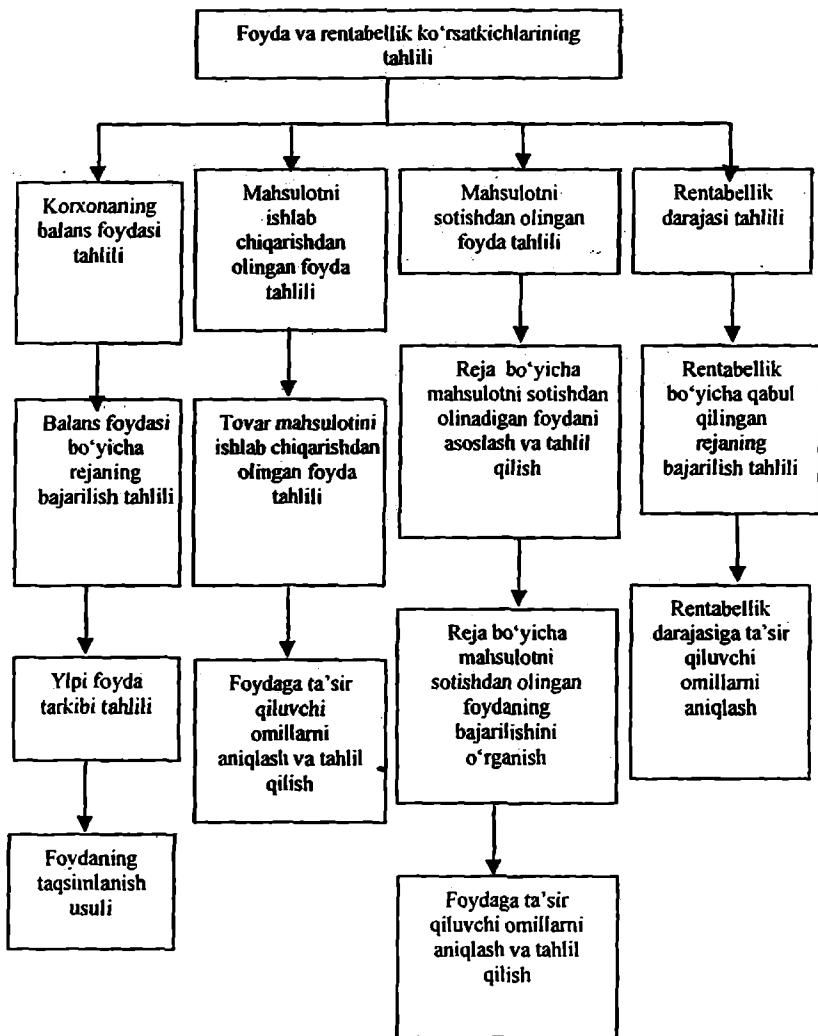 Foyda va rentabellik ko‘rsatkichlarining
tahlili
Korxonaning
balans foydasi
tahlili
Mahsulotni
ishlab
chiqarishdan
olingan foyda
tahlili
Mahsulotni
sotishdan olingan
foyda tahlili
Rentabellik
darajasi tahlili
Balans foydasi
bo‘yicha
rejaning
bajarilish tahlili
Tovar mahsulotini
ishlab chiqarishdan
olingan foyda
tahlili
Reja bo‘yicha
mahsulotni sotishdan
olinadigan foydani
asoslash va tahlil
qilish
Rentabellik
bo‘yicha qabul
qilingan
rejaning
bajarilish tahlili
Ylpi foyda
tarkibi tahlili
Foydaga ta’sir
qiluvchi
omillarni
aniqlash va tahlil
qilish
Reja bo‘yicha
mahsulotni
sotishdan olingan
foydaning
bajarilishini
o‘rganish
Rentabellik
darajasiga ta’sir
qiluvchi
omillarni
aniqlash
Foydaning
taqsimlanish
usuli
Foydaga ta’sir
qiluvchi omillarni
aniqlash va tahlil
qilish